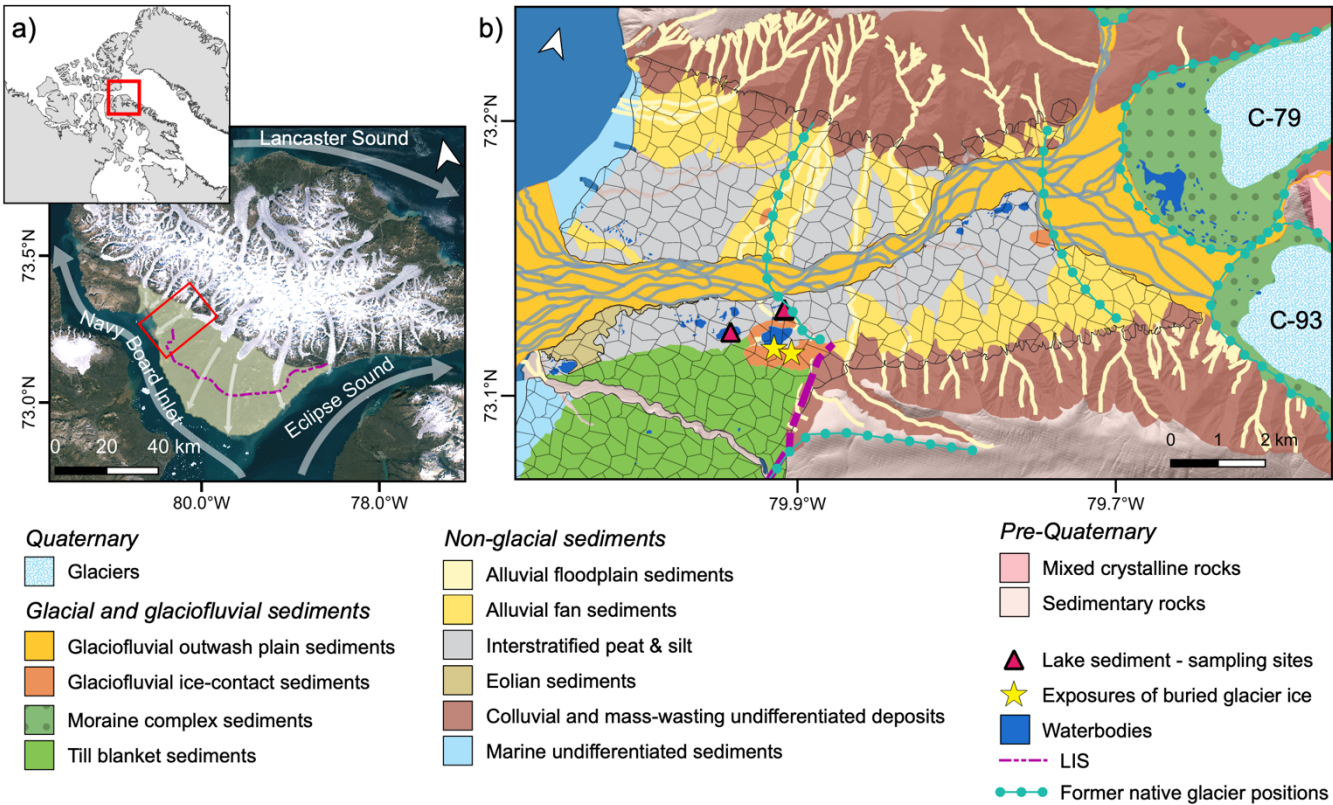 a)
Lancaster Sound
Navy Board Inlet
Eclipse Sound
73.5°N
73.0°N
0 20 40 km
80.0°W 78.0°W
b)
C-79
C-93
73.2°N
73.1°N
0 1 2 km
79.9°W 79.7°W
Quaternary
Glaciers
Glacial and glaciofluvial sediments
Glaciofluvial outwash plain sediments
Glaciofluvial ice-contact sediments
Moraine complex sediments
Till blanket sediments
Non-glacial sediments
Alluvial floodplain sediments
Alluvial fan sediments
Interstratified peat & silt
Eolian sediments
Colluvial and mass-wasting undifferentiated deposits
Marine undifferentiated sediments
Pre-Quaternary
Mixed crystalline rocks
Sedimentary rocks
Lake sediment - sampling sites
Exposures of buried glacier ice
Waterbodies
LIS
Former native glacier positions